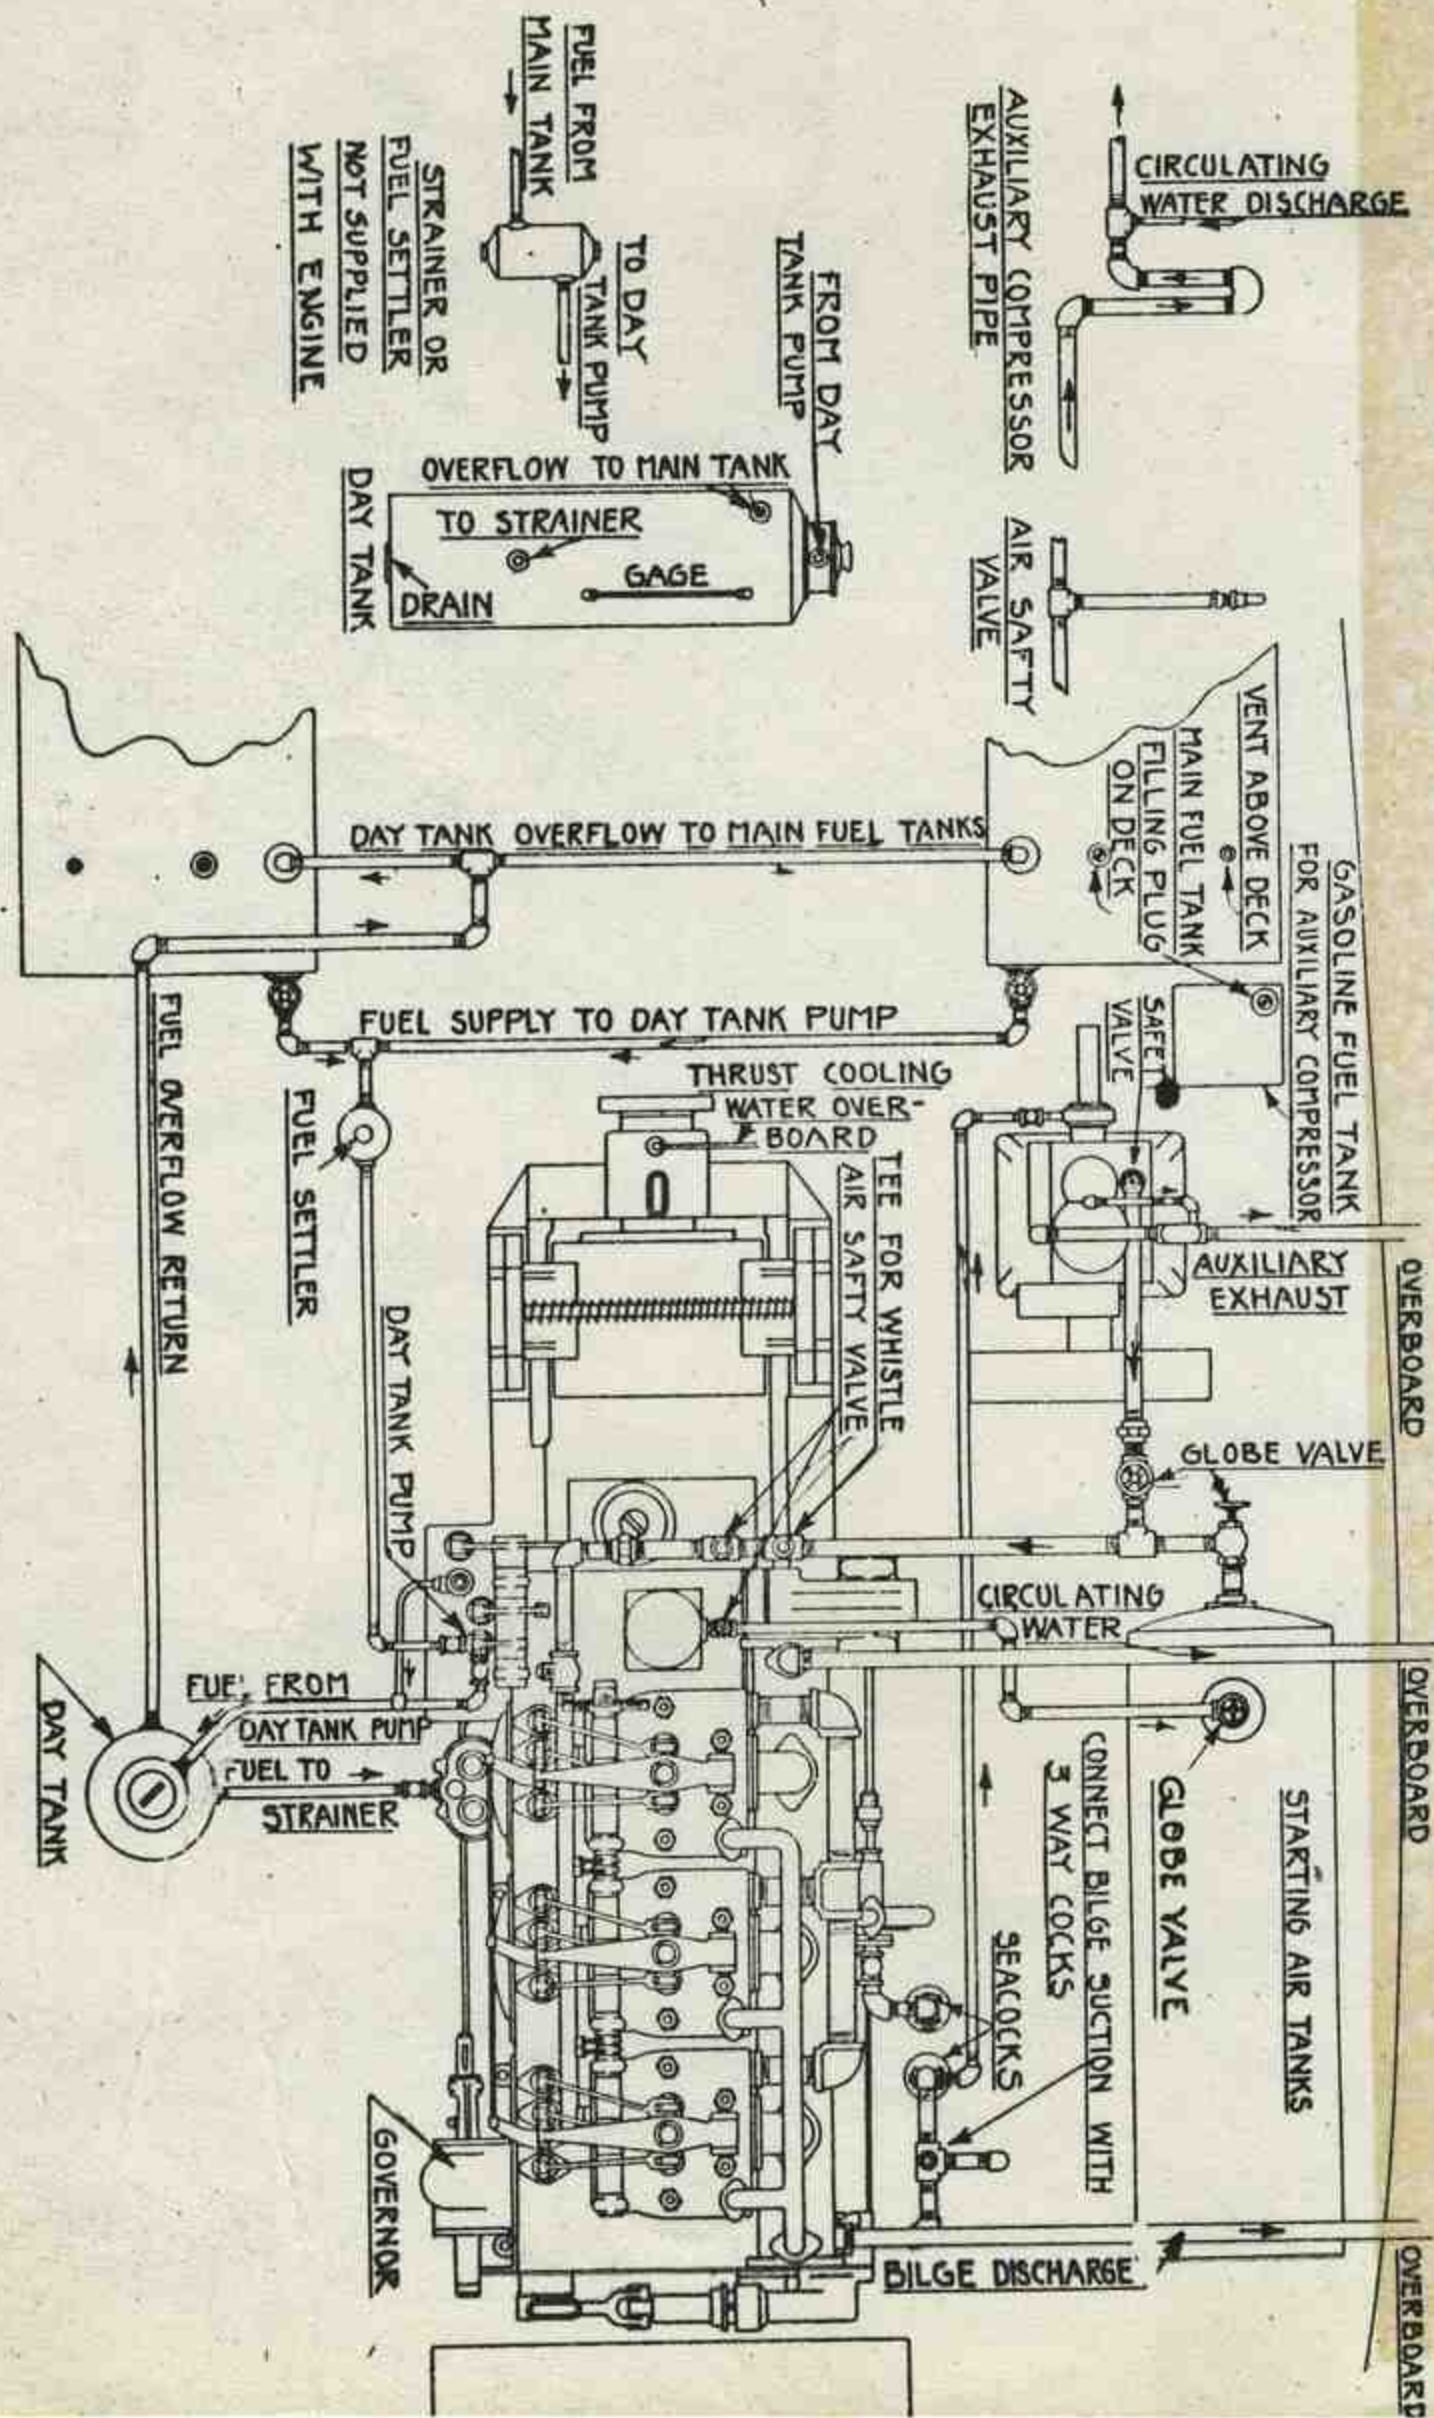 FUEL FROM
MAIN TANK
STRAINER OR
FUEL SETTLER
NOT SUPPLIED
WITH ENGINE
TO DAY
TANK PUMP
FROM DAY
TANK PUMP
AUXILIARY COMPRESSOR
EXHAUST PIPE
CIRCULATING
WATER DISCHARGE
OVERFLOW TO MAIN TANK
TO STRAINER
GAGE
DRAIN
DAY TANK
AIR SAFTY
VALVE
VENT ABOVE DECK
MAIN FUEL TANK
FILLING PLUG
ON DECK
GASOLINE FUEL TANK
FOR AUXILIARY COMPRESSOR
DAY TANK OVERFLOW TO MAIN FUEL TANKS
FUEL SUPPLY TO DAY TANK PUMP
SAFET
VALVE
FUEL OVERFLOW RETURN
FUEL SETTLER
THRUST COOLING
WATER OVER-
BOARD
TEE FOR WHISTLE
AIR SAFTY VALVE
AUXILIARY
EXHAUST
OVERBOARD
DAY TANK PUMP
GLOBE VALVE
CIRCULATING
WATER
OVERBOARD
FUEL FROM
DAY TANK PUMP
FUEL TO
STRAINER
DAY TANK
GLOBE VALVE
STARTING AIR TANKS
CONNECT BILGE SUCTION WITH
3 WAY COCKS
SEACOCKS
GOVERNOR
BILGE DISCHARGE
OVERBOARD